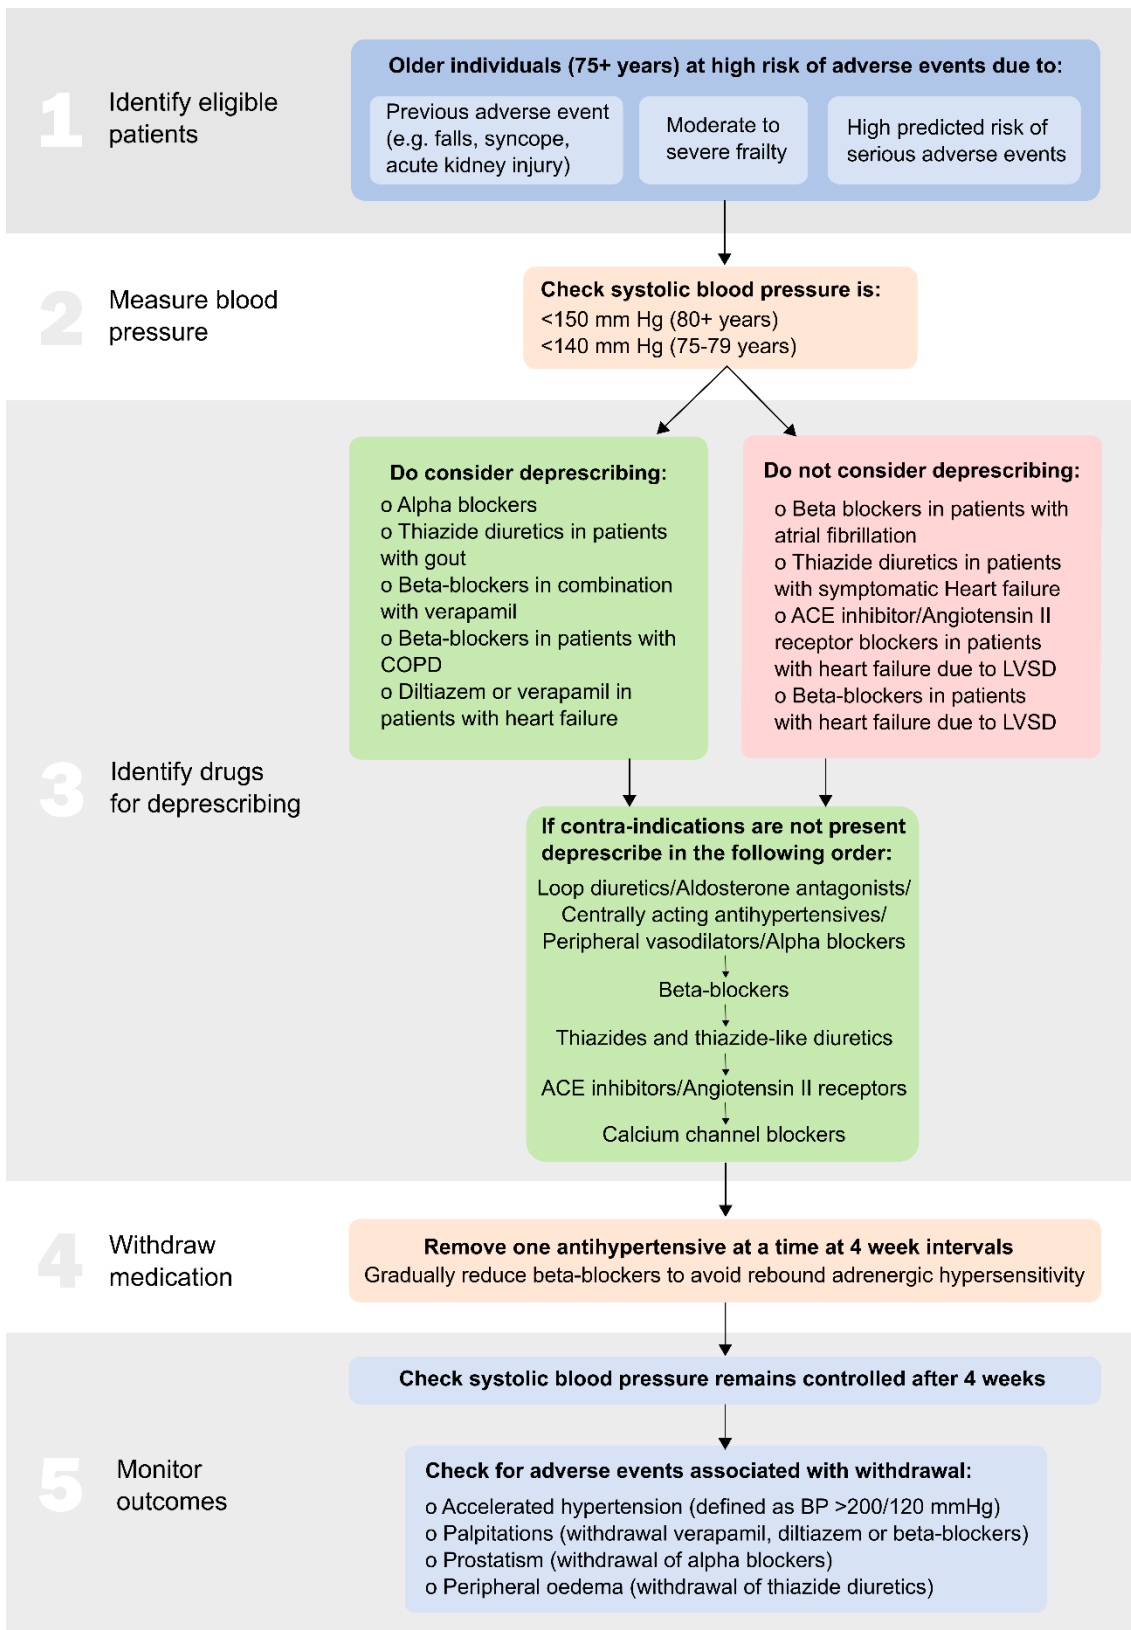 1
Identify eligible
patients
Older individuals (75+ years) at high risk of adverse events due to:
Previous adverse event
(e.g. falls, syncope,
acute kidney injury)
Moderate to
severe frailty
High predicted risk of
serious adverse events
2
Measure blood
pressure
Check systolic blood pressure is:
<150 mm Hg (80+ years)
<140 mm Hg (75-79 years)
3
Identify drugs
for deprescribing
Do consider deprescribing:
o Alpha blockers
o Thiazide diuretics in patients
with gout
o Beta-blockers in combination
with verapamil
o Beta-blockers in patients with
COPD
o Diltiazem or verapamil in
patients with heart failure
Do not consider deprescribing:
o Beta blockers in patients with
atrial fibrillation
o Thiazide diuretics in patients
with symptomatic Heart failure
o ACE inhibitor/Angiotensin II
receptor blockers in patients
with heart failure due to LVSD
o Beta-blockers in patients
with heart failure due to LVSD
If contra-indications are not present
deprescribe in the following order:
Loop diuretics/Aldosterone antagonists/
Centrally acting antihypertensives/
Peripheral vasodilators/Alpha blockers
Beta-blockers
Thiazides and thiazide-like diuretics
ACE inhibitors/Angiotensin II receptors
Calcium channel blockers
4
Withdraw
medication
Remove one antihypertensive at a time at 4 week intervals
Gradually reduce beta-blockers to avoid rebound adrenergic hypersensitivity
5
Monitor
outcomes
Check systolic blood pressure remains controlled after 4 weeks
Check for adverse events associated with withdrawal:
o Accelerated hypertension (defined as BP >200/120 mmHg)
o Palpitations (withdrawal verapamil, diltiazem or beta-blockers)
o Prostatism (withdrawal of alpha blockers)
o Peripheral oedema (withdrawal of thiazide diuretics)